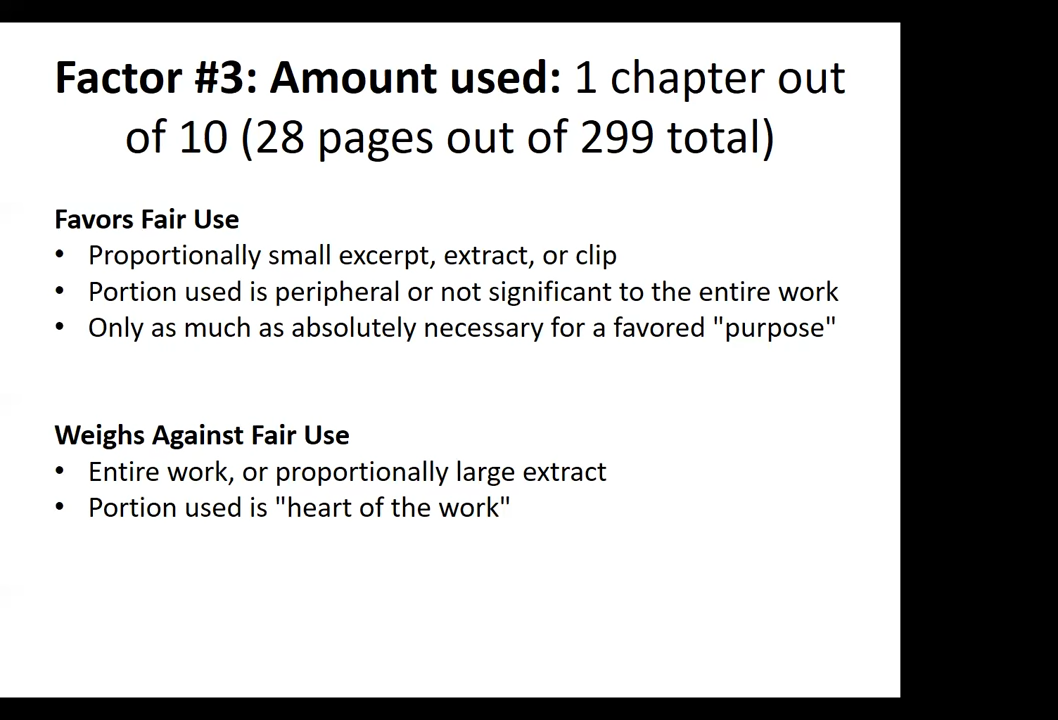 Factor #3: Amount used: 1 chapter out
of 10 (28 pages out of 299 total)
Favors Fair Use
• Proportionally small excerpt, extract, or clip
• Portion used is peripheral or not significant to the entire work
• Only as much as absolutely necessary for a favored "purpose"
Weighs Against Fair Use
• Entire work, or proportionally large extract
• Portion used is "heart of the work"